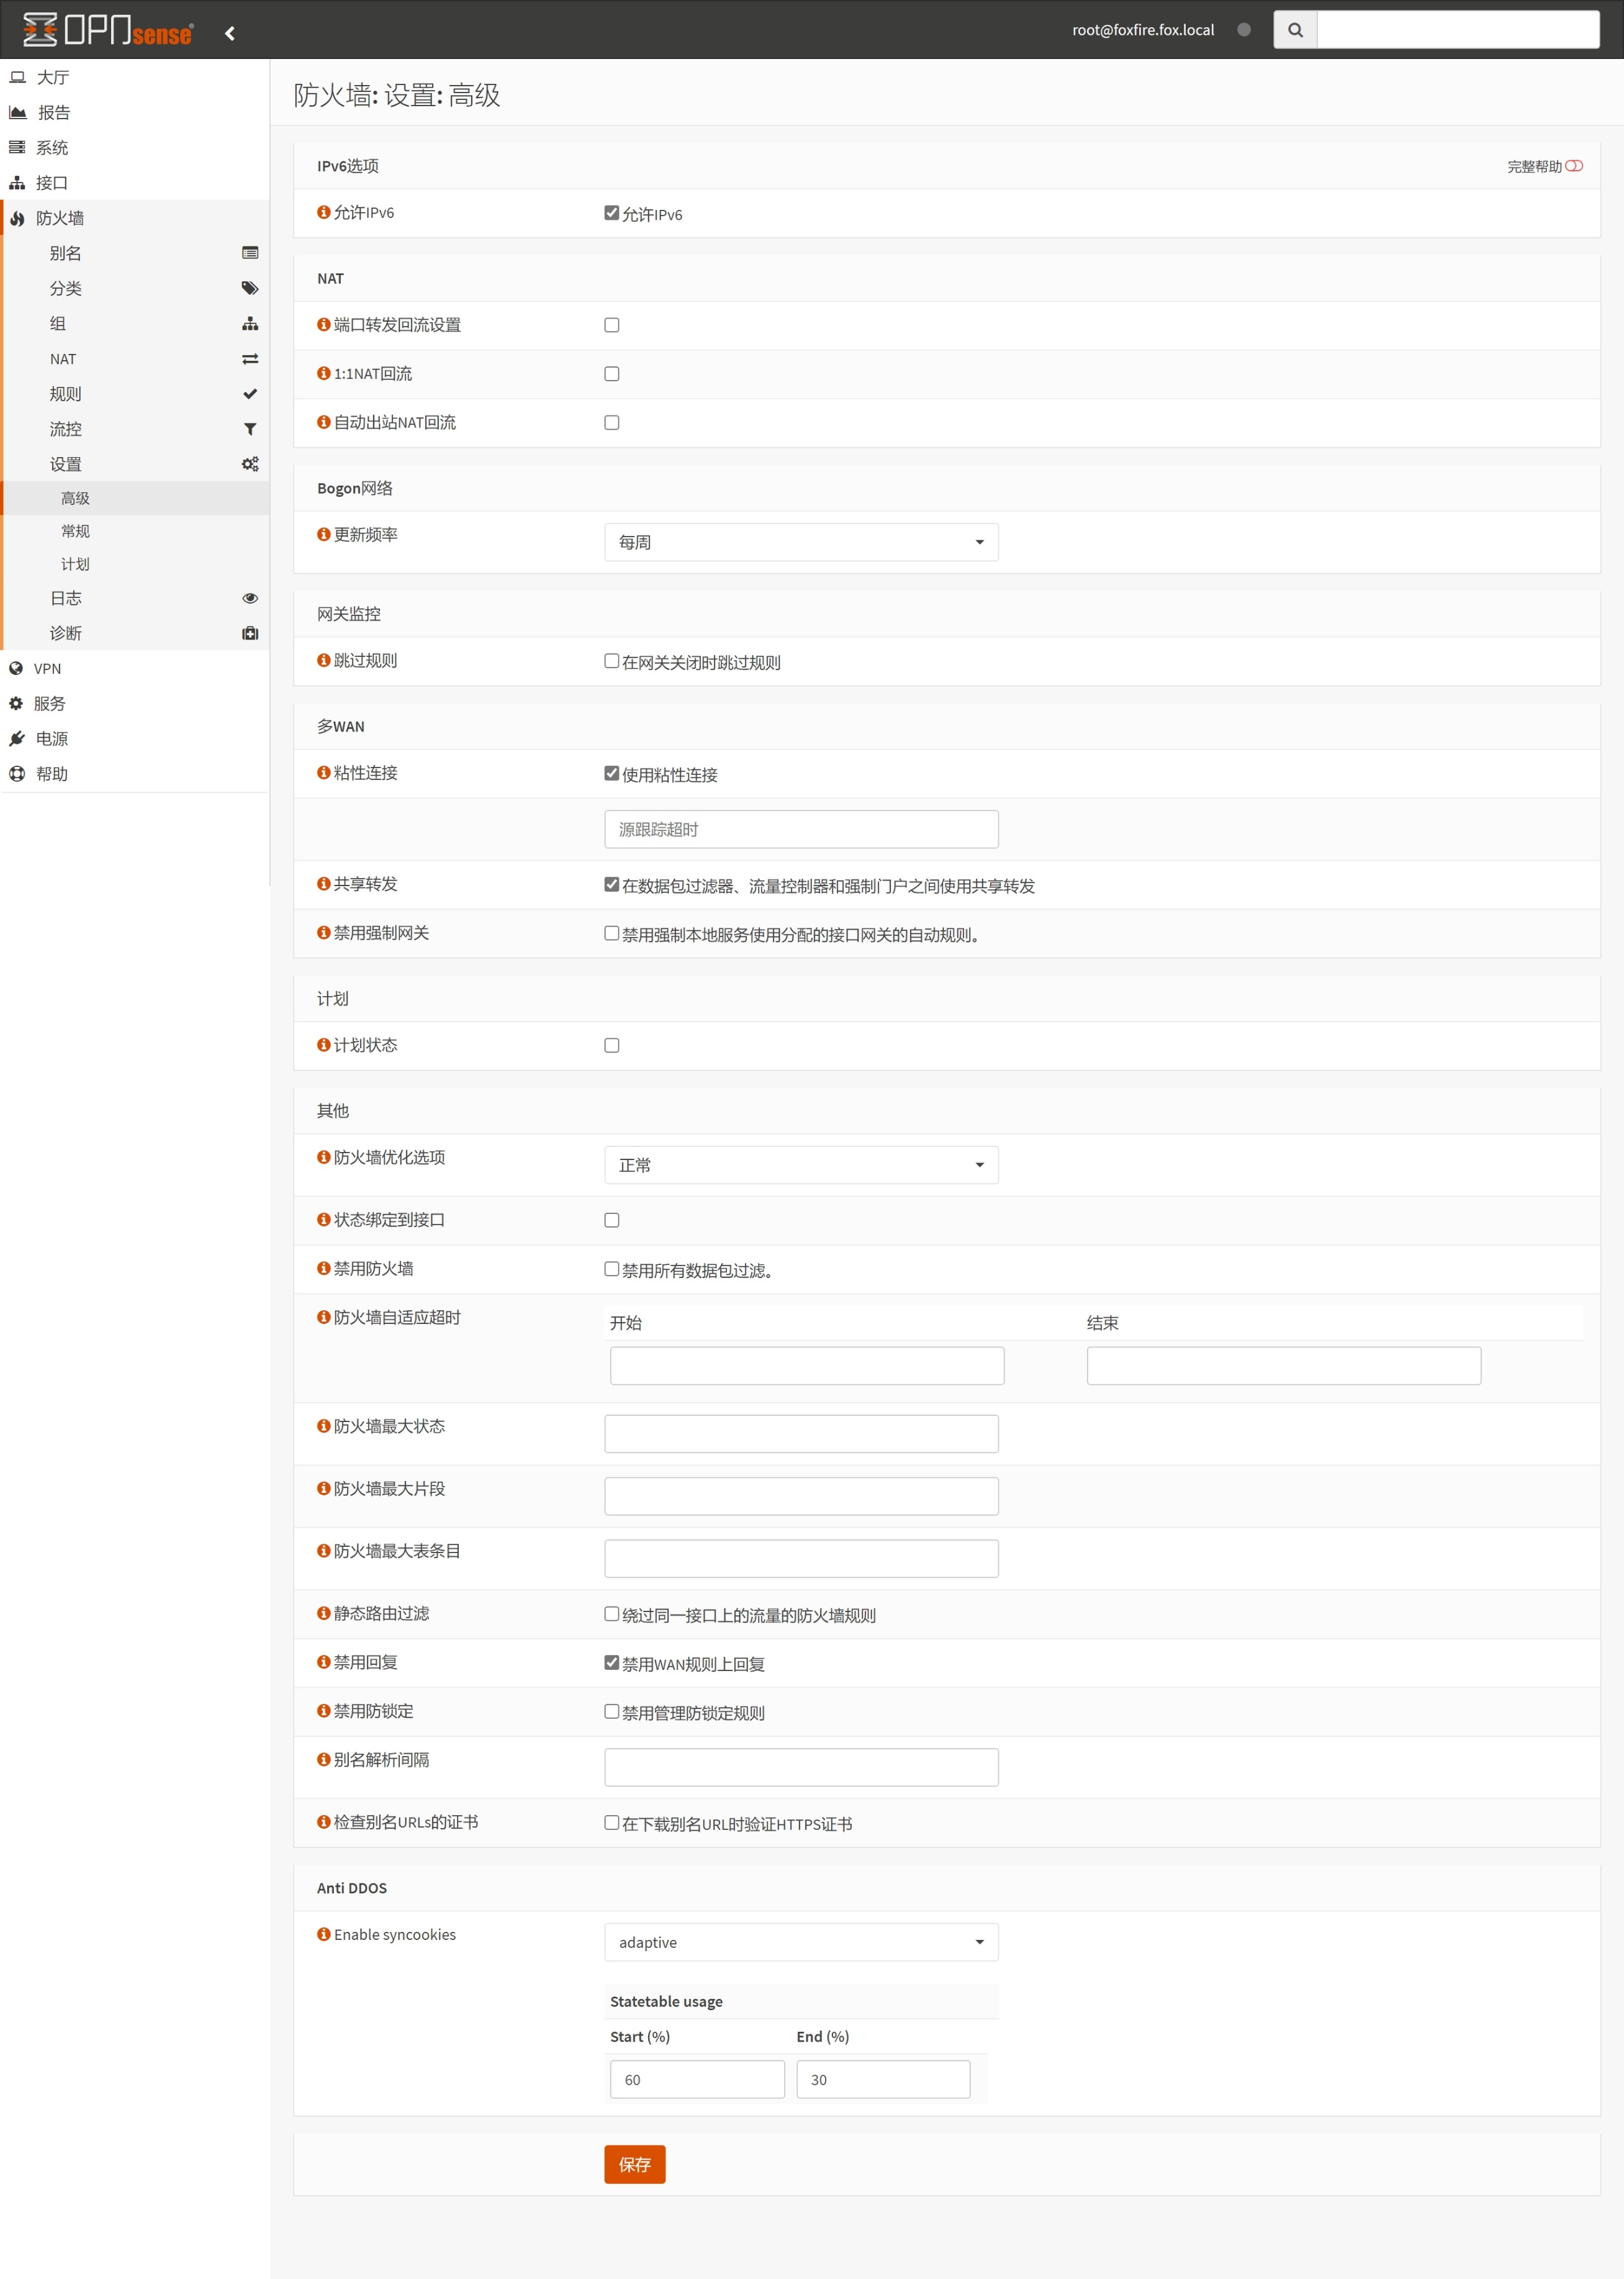 OPNsense
root@foxfire.fox.local
大厅
报告
系统
接口
防火墙
别名
分类
组
NAT
规则
流控
设置
高级
常规
计划
日志
诊断
VPN
服务
电源
帮助
防火墙: 设置: 高级
IPv6选项 完整帮助
允许IPv6 允许IPv6
NAT
端口转发回流设置
1:1NAT回流
自动出站NAT回流
Bogon网络
更新频率 每周
网关监控
跳过规则 在网关关闭时跳过规则
多WAN
粘性连接 使用粘性连接
源跟踪超时
共享转发 在数据包过滤器、流量控制器和强制门户之间使用共享转发
禁用强制网关 禁用强制本地服务使用分配的接口网关的自动规则。
计划
计划状态
其他
防火墙优化选项 正常
状态绑定到接口
禁用防火墙 禁用所有数据包过滤。
防火墙自适应超时 开始 结束
防火墙最大状态
防火墙最大片段
防火墙最大表条目
静态路由过滤 绕过同一接口上的流量的防火墙规则
禁用回复 禁用WAN规则上回复
禁用防锁定 禁用管理防锁定规则
别名解析间隔
检查别名URLs的证书 在下载别名URL时验证HTTPS证书
Anti DDOS
Enable syncookies adaptive
Statetable usage
Start (%) End (%)
60 30
保存